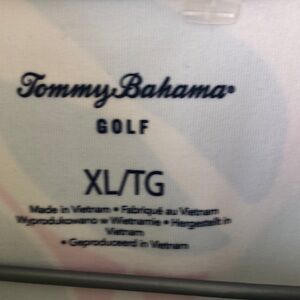 Tommy Bahama®
GOLF
XL/TG
Made in Vietnam • Fabriqué au Vietnam
Wyprodukowano w Wietnamie • Hergestellt in
Vietnam
• Geproduceerd in Vietnam